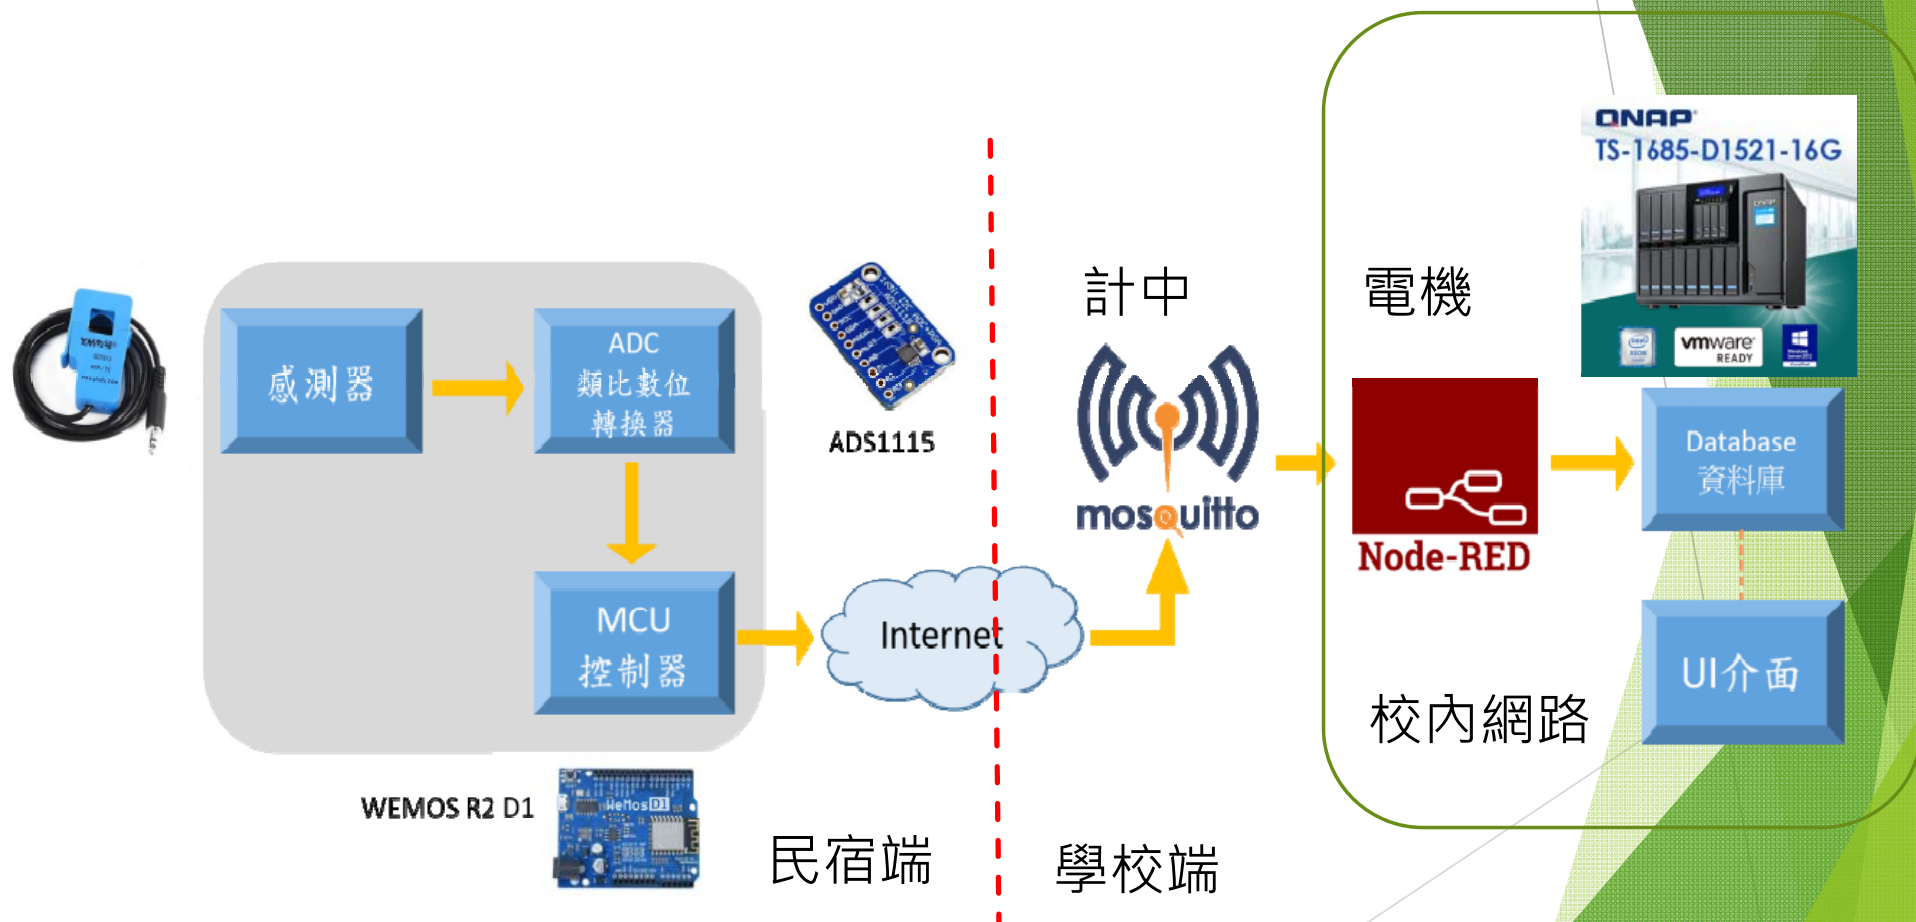 QNAP
TS-1685-D1521-16G
vmware
READY
計中
電機
感測器
ADC
類比數位
轉換器
ADS1115
mosquitto
Node-RED
Database
資料庫
MCU
控制器
Internet
UI介面
校內網路
WEMOS R2 D1
WeMos D1
民宿端
學校端